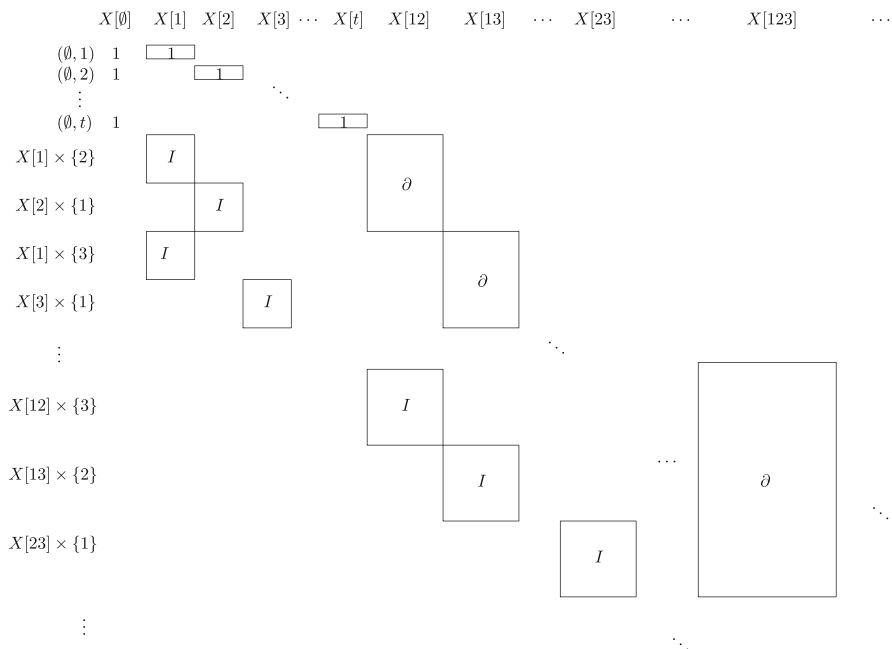 X[∅] X[1] X[2] X[3] ⋯ X[t] X[12] X[13] ⋯ X[23] ⋯ X[123] ⋯
(∅, 1) 1 1
(∅, 2) 1 1
⋮ ⋱
(∅, t) 1 1
X[1] × {2} I
∂
X[2] × {1} I
X[1] × {3} I
∂
X[3] × {1} I
⋮ ⋱
X[12] × {3} I
⋯
X[13] × {2} I ∂
⋱
X[23] × {1} I
⋮ ⋱